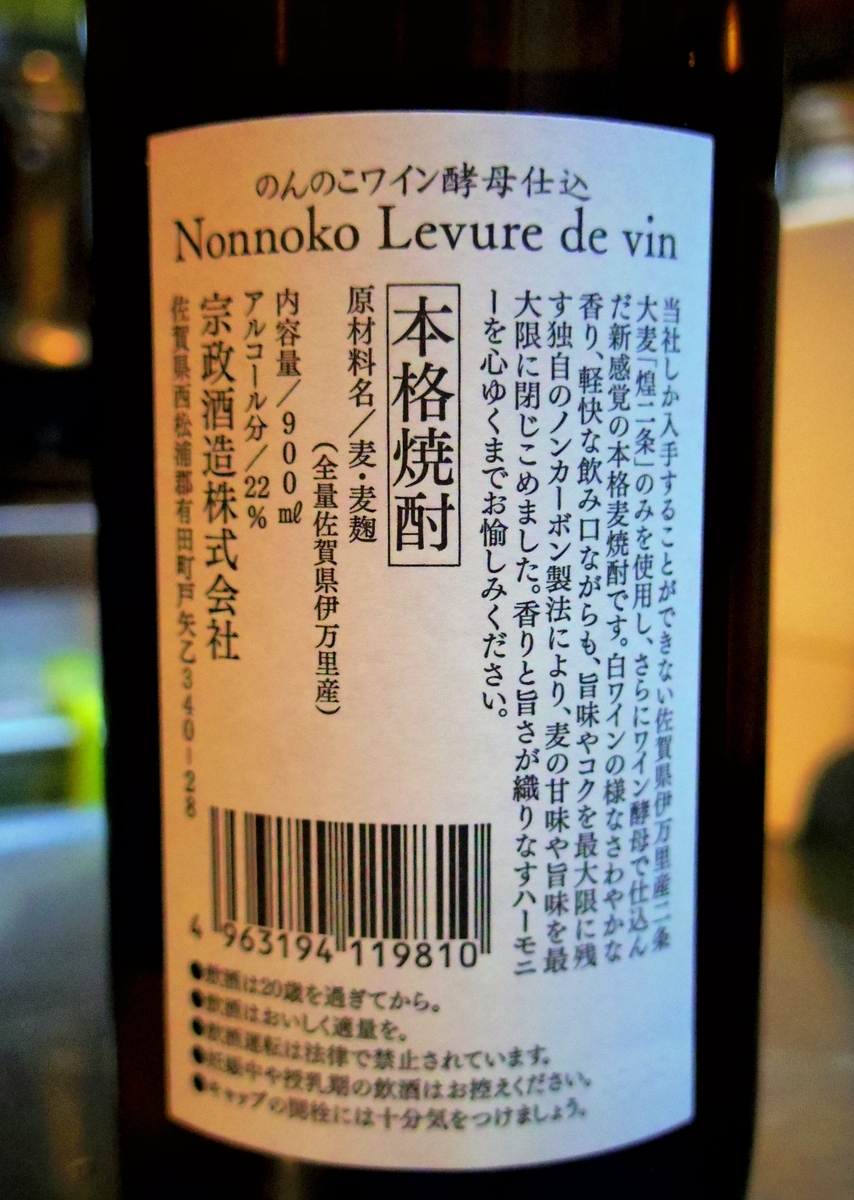 のんのこワイン酵母仕込
Nonnoko Levure de vin
当社しか入手することができない佐賀県伊万里産二条
大麦「煌二条」のみを使用し、さらにワイン酵母で仕込ん
だ新感覚の本格麦焼酎です。白ワインの様なさわやかな
香り、軽快な飲み口ながらも、旨味やコクを最大限に残
す独自のノンカーボン製法により、麦の甘味や旨味を最
大限に閉じこめました。香りと旨さが織りなすハーモニ
ーを心ゆくまでお愉しみください。
本格焼酎
原材料名/麦・麦麹
(全量佐賀県伊万里産)
内容量/900㎖
アルコール分/22%
宗政酒造株式会社
佐賀県西松浦郡有田町戸矢乙340-28
4 963194 119810
●飲酒は20歳を過ぎてから。
●飲酒はおいしく適量を。
●飲酒運転は法律で禁止されています。
●妊娠中や授乳期の飲酒はお控えください。
●キャップの開栓には十分気をつけましょう。